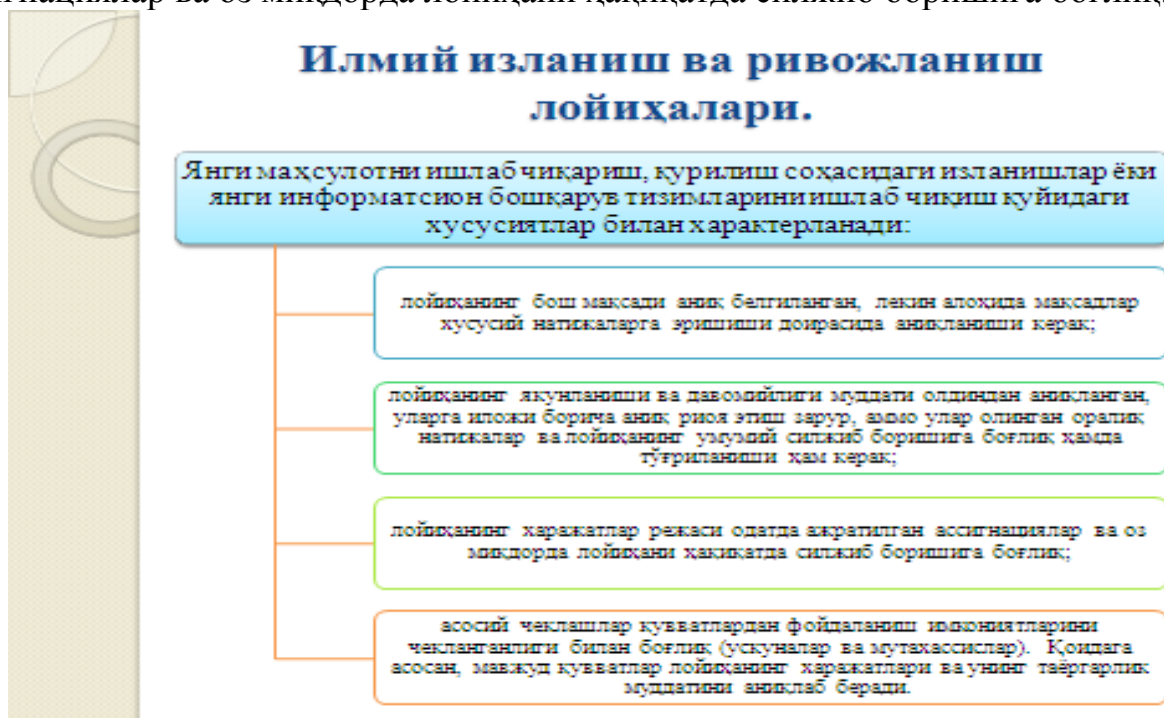 Илмий изланиш ва ривожланиш
лойиҳалари.
Янги маҳсулотни ишлаб чиқариш, қурилиш соҳасидаги изланишлар ёки
янги информатсион бошқарув тизимларини ишлаб чиқиш қуйидаги
хусусиятлар билан характерланади:
лойиҳанинг бош мақсади аниқ белгиланган, лекин алоҳида мақсадлар
хусусий натижаларга эришиши доирасида аниқланиши керак;
лойиҳанинг якунланиши ва давомийлиги муддати олдиндан аниқланган,
уларга иложи борича аниқ риоя этиш зарур, аммо улар олинган оралиқ
натижалар ва лойиҳанинг умумий силжиб боришига боғлиқ ҳамда
тўғриланиши ҳам керак;
лойиҳанинг харажатлар режаси одатда ажратилган ассигнациялар ва оз
миқдорда лойиҳани ҳақиқатда силжиб боришига боғлиқ;
асосий чеклашлар қувватлардан фойдаланиш имкониятларини
чекланганлиги билан боғлиқ (ускуналар ва мутахассислар). Қоидага
асосан, мавжуд қувватлар лойиҳанинг харажатлари ва унинг таёргарлик
муддатини аниқлаб беради.